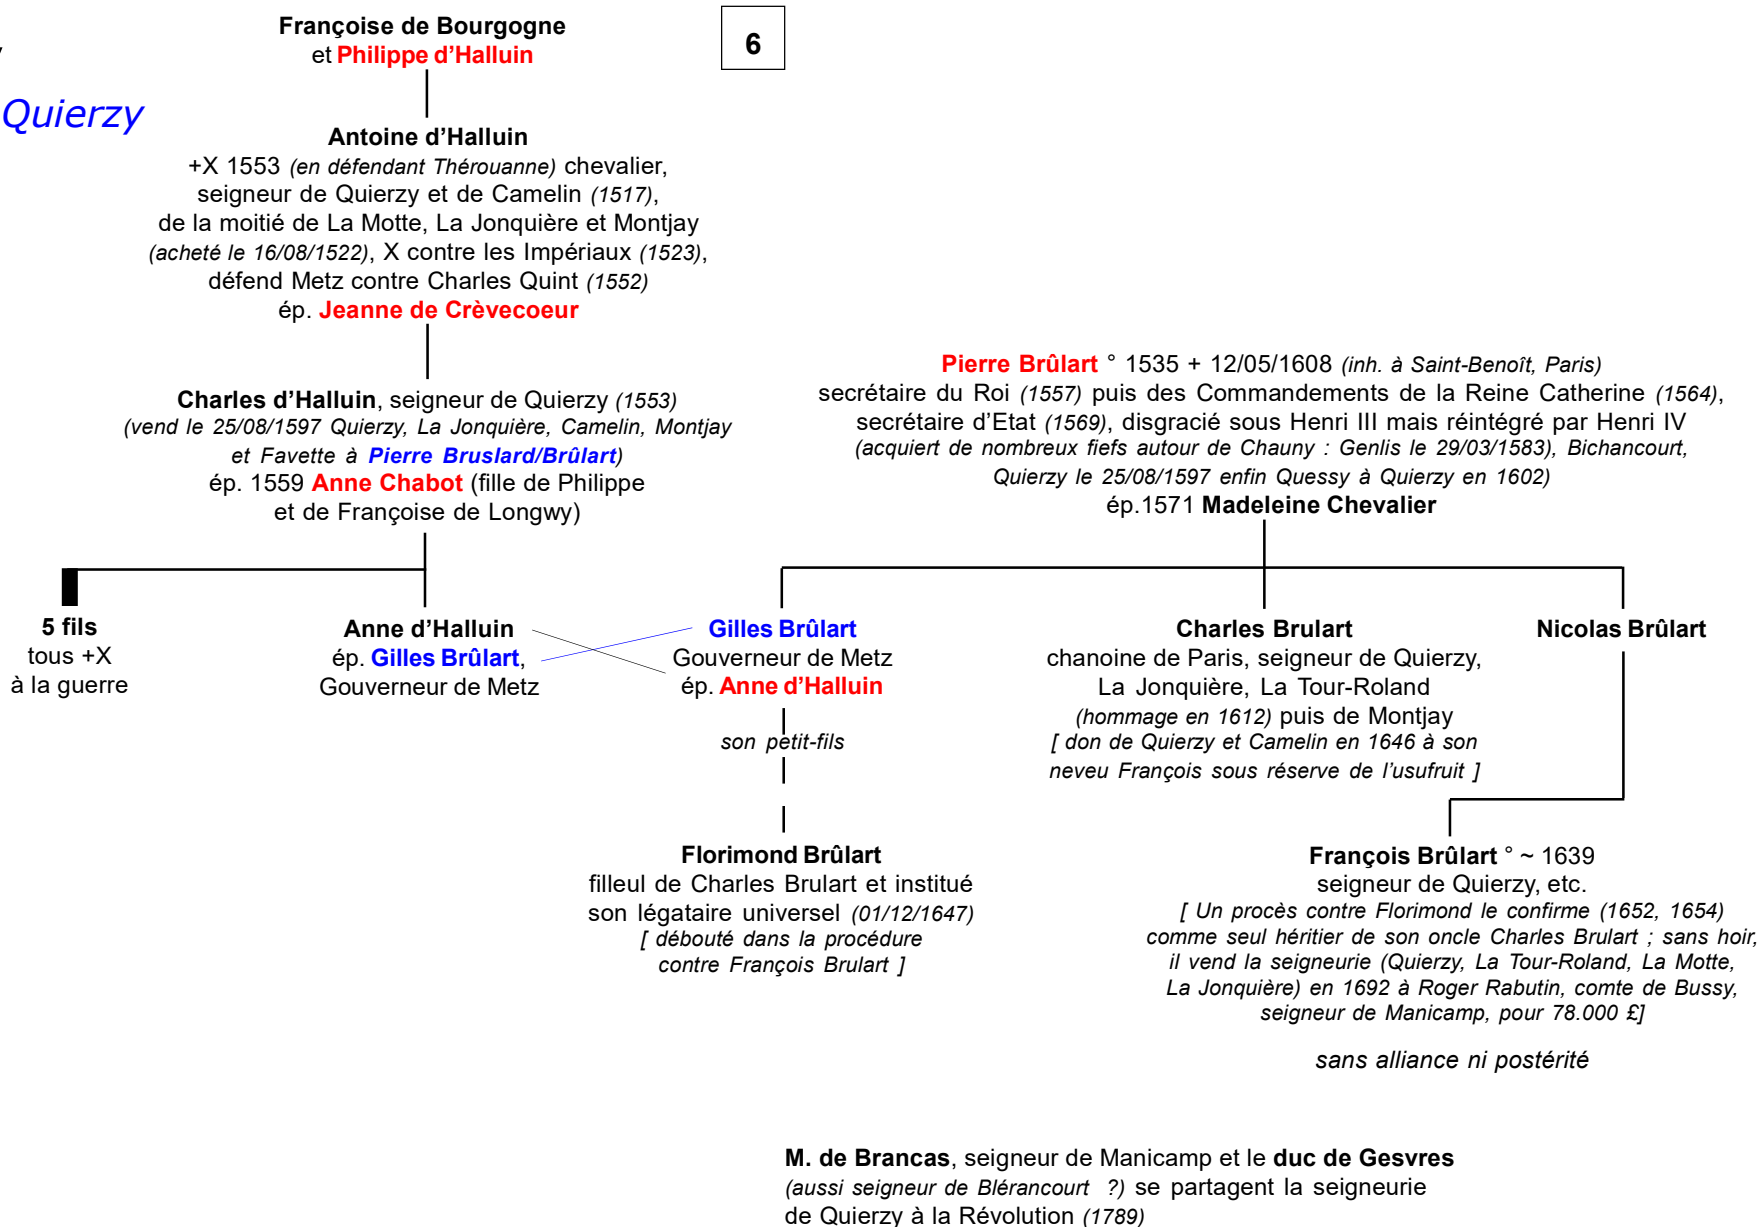 Françoise de Bourgogne
et Philippe d'Halluin
6
Quierzy
Antoine d'Halluin
+X 1553 (en défendant Thérouanne) chevalier,
seigneur de Quierzy et de Camelin (1517),
de la moitié de La Motte, La Jonquière et Montjay
(acheté le 16/08/1522), X contre les Impériaux (1523),
défend Metz contre Charles Quint (1552)
ép. Jeanne de Crèvecoeur
Charles d'Halluin, seigneur de Quierzy (1553)
(vend le 25/08/1597 Quierzy, La Jonquière, Camelin, Montjay
et Favette à Pierre Bruslard/Brûlart)
ép. 1559 Anne Chabot (fille de Philippe
et de Françoise de Longwy)
Pierre Brûlart ° 1535 + 12/05/1608 (inh. à Saint-Benoît, Paris)
secrétaire du Roi (1557) puis des Commandements de la Reine Catherine (1564),
secrétaire d'Etat (1569), disgracié sous Henri III mais réintégré par Henri IV
(acquiert de nombreux fiefs autour de Chauny : Genlis le 29/03/1583), Bichancourt,
Quierzy le 25/08/1597 enfin Quessy à Quierzy en 1602)
ép.1571 Madeleine Chevalier
5 fils
tous +X
à la guerre
Anne d'Halluin
ép. Gilles Brûlart,
Gouverneur de Metz
Gilles Brûlart
Gouverneur de Metz
ép. Anne d'Halluin
son petit-fils
Charles Brulart
chanoine de Paris, seigneur de Quierzy,
La Jonquière, La Tour-Roland
(hommage en 1612) puis de Montjay
[ don de Quierzy et Camelin en 1646 à son
neveu François sous réserve de l'usufruit ]
Nicolas Brûlart
Florimond Brûlart
filleul de Charles Brulart et institué
son légataire universel (01/12/1647)
[ débouté dans la procédure
contre François Brulart ]
François Brûlart ° ~ 1639
seigneur de Quierzy, etc.
[ Un procès contre Florimond le confirme (1652, 1654)
comme seul héritier de son oncle Charles Brulart ; sans hoir,
il vend la seigneurie (Quierzy, La Tour-Roland, La Motte,
La Jonquière) en 1692 à Roger Rabutin, comte de Bussy,
seigneur de Manicamp, pour 78.000 £]
sans alliance ni postérité
M. de Brancas, seigneur de Manicamp et le duc de Gesvres
(aussi seigneur de Blérancourt ?) se partagent la seigneurie
de Quierzy à la Révolution (1789)